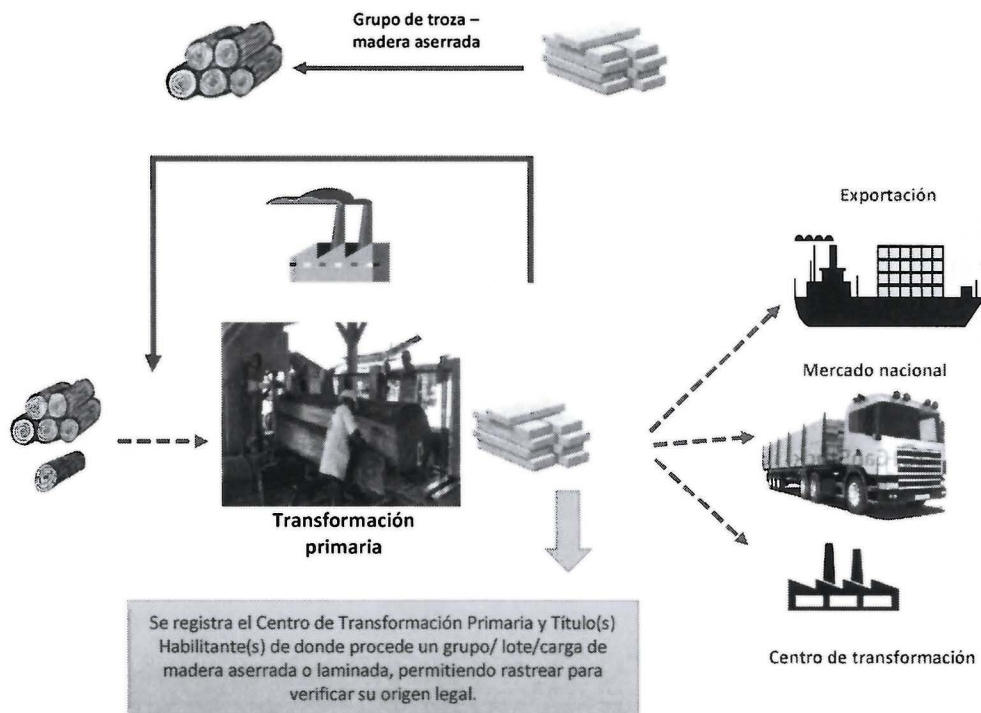 Grupo de troza –
madera aserrada
Exportación
Mercado nacional
Transformación
primaria
Se registra el Centro de Transformación Primaria y Título(s)
Habilitante(s) de donde procede un grupo/ lote/carga de
madera aserrada o laminada, permitiendo rastrear para
verificar su origen legal.
Centro de transformación